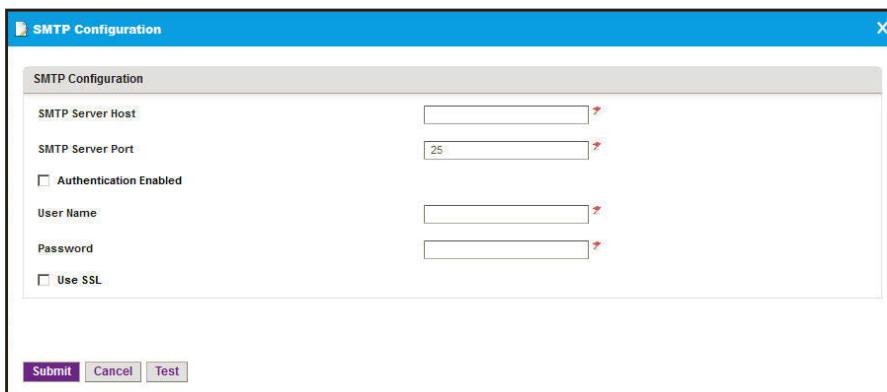 SMTP Configuration X
SMTP Configuration
SMTP Server Host
SMTP Server Port 25
Authentication Enabled
User Name
Password
Use SSL
Submit Cancel Test